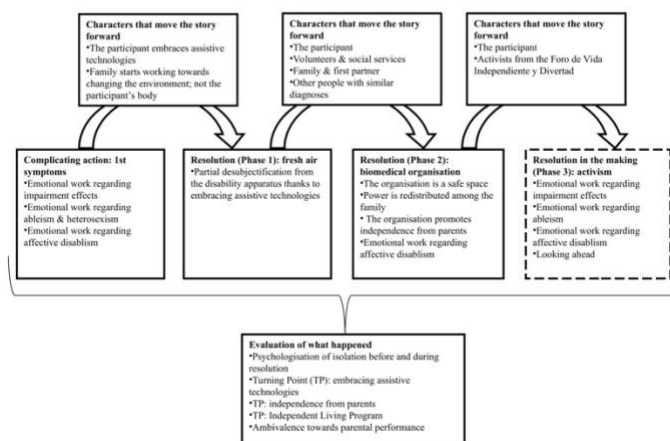 Characters that move the story
forward
•The participant embraces assistive
technologies
•Family starts working towards
changing the environment; not the
participant's body
Characters that move the story
forward
•The participant
•Volunteers & social services
•Family & first partner
•Other people with similar
diagnoses
Characters that move the story
forward
•The participant
•Activists from the Foro de Vida
Independiente y Divertad
Complicating action: 1st
symptoms
•Emotional work regarding
impairment effects
•Emotional work regarding
ableism & heterosexism
•Emotional work regarding
affective disablism
Resolution (Phase 1): fresh air
•Partial desubjectification from
the disability apparatus thanks to
embracing assistive technologies
Resolution (Phase 2):
biomedical organisation
•The organisation is a safe space
•Power is redistributed among the
family
• The organisation promotes
independence from parents
•Emotional work regarding
affective disablism
Resolution in the making
(Phase 3): activism
•Emotional work regarding
impairment effects
•Emotional work regarding
ableism
•Emotional work regarding
affective disablism
•Looking ahead
Evaluation of what happened
•Psychologisation of isolation before and during
resolution
•Turning Point (TP): embracing assistive
technologies
•TP: independence from parents
•TP: Independent Living Program
•Ambivalence towards parental performance